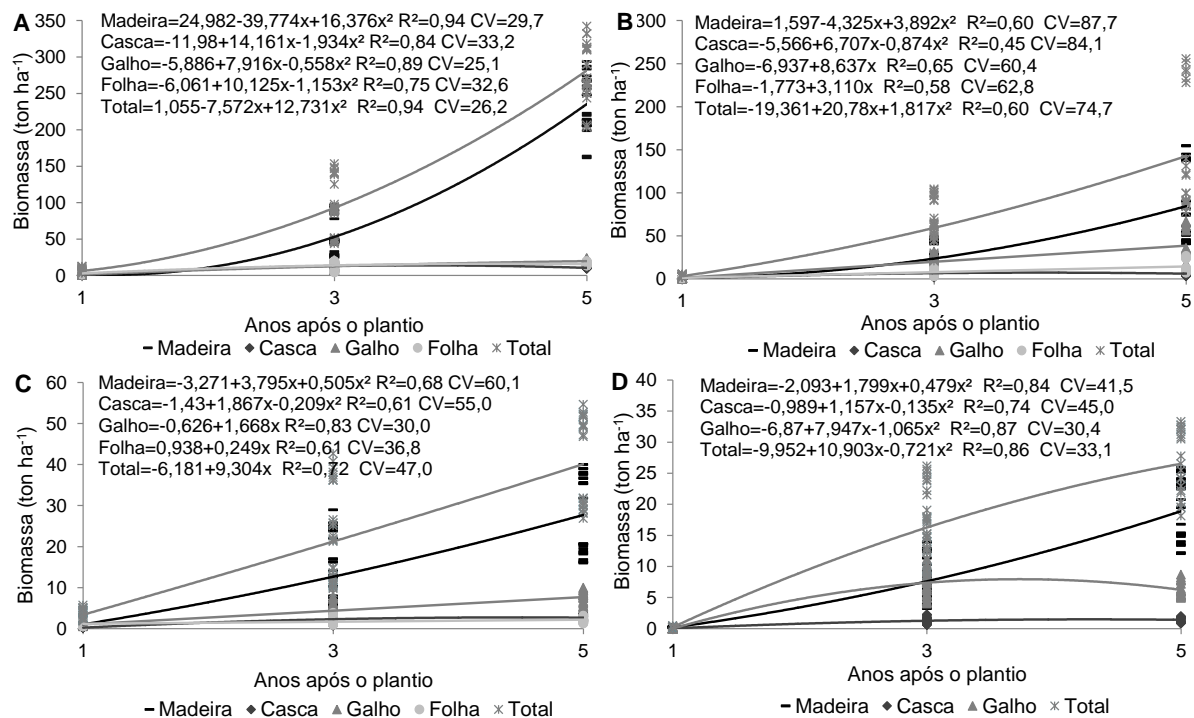 A
Madeira=24,982-39,774x+16,376x² R²=0,94 CV=29,7
Casca=-11,98+14,161x-1,934x² R²=0,84 CV=33,2
Galho=-5,886+7,916x-0,558x² R²=0,89 CV=25,1
Folha=-6,061+10,125x-1,153x² R²=0,75 CV=32,6
Total=1,055-7,572x+12,731x² R²=0,94 CV=26,2
Biomassa (ton ha⁻¹)
350
300
250
200
150
100
50
0
1 3 5
Anos após o plantio
Madeira Casca Galho Folha Total
B
Madeira=1,597-4,325x+3,892x² R²=0,60 CV=87,7
Casca=-5,566+6,707x-0,874x² R²=0,45 CV=84,1
Galho=-6,937+8,637x R²=0,65 CV=60,4
Folha=-1,773+3,110x R²=0,58 CV=62,8
Total=-19,361+20,78x+1,817x² R²=0,60 CV=74,7
Biomassa (ton ha⁻¹)
300
250
200
150
100
50
0
1 3 5
Anos após o plantio
Madeira Casca Galho Folha Total
C
Madeira=-3,271+3,795x+0,505x² R²=0,68 CV=60,1
Casca=-1,43+1,867x-0,209x² R²=0,61 CV=55,0
Galho=-0,626+1,668x R²=0,83 CV=30,0
Folha=0,938+0,249x R²=0,61 CV=36,8
Total=-6,181+9,304x R²=0,72 CV=47,0
Biomassa (ton ha⁻¹)
60
50
40
30
20
10
0
1 3 5
Anos após o plantio
Madeira Casca Galho Folha Total
D
Madeira=-2,093+1,799x+0,479x² R²=0,84 CV=41,5
Casca=-0,989+1,157x-0,135x² R²=0,74 CV=45,0
Galho=-6,87+7,947x-1,065x² R²=0,87 CV=30,4
Total=-9,952+10,903x-0,721x² R²=0,86 CV=33,1
Biomassa (ton ha⁻¹)
40
35
30
25
20
15
10
5
0
1 3 5
Anos após o plantio
Madeira Casca Galho Total